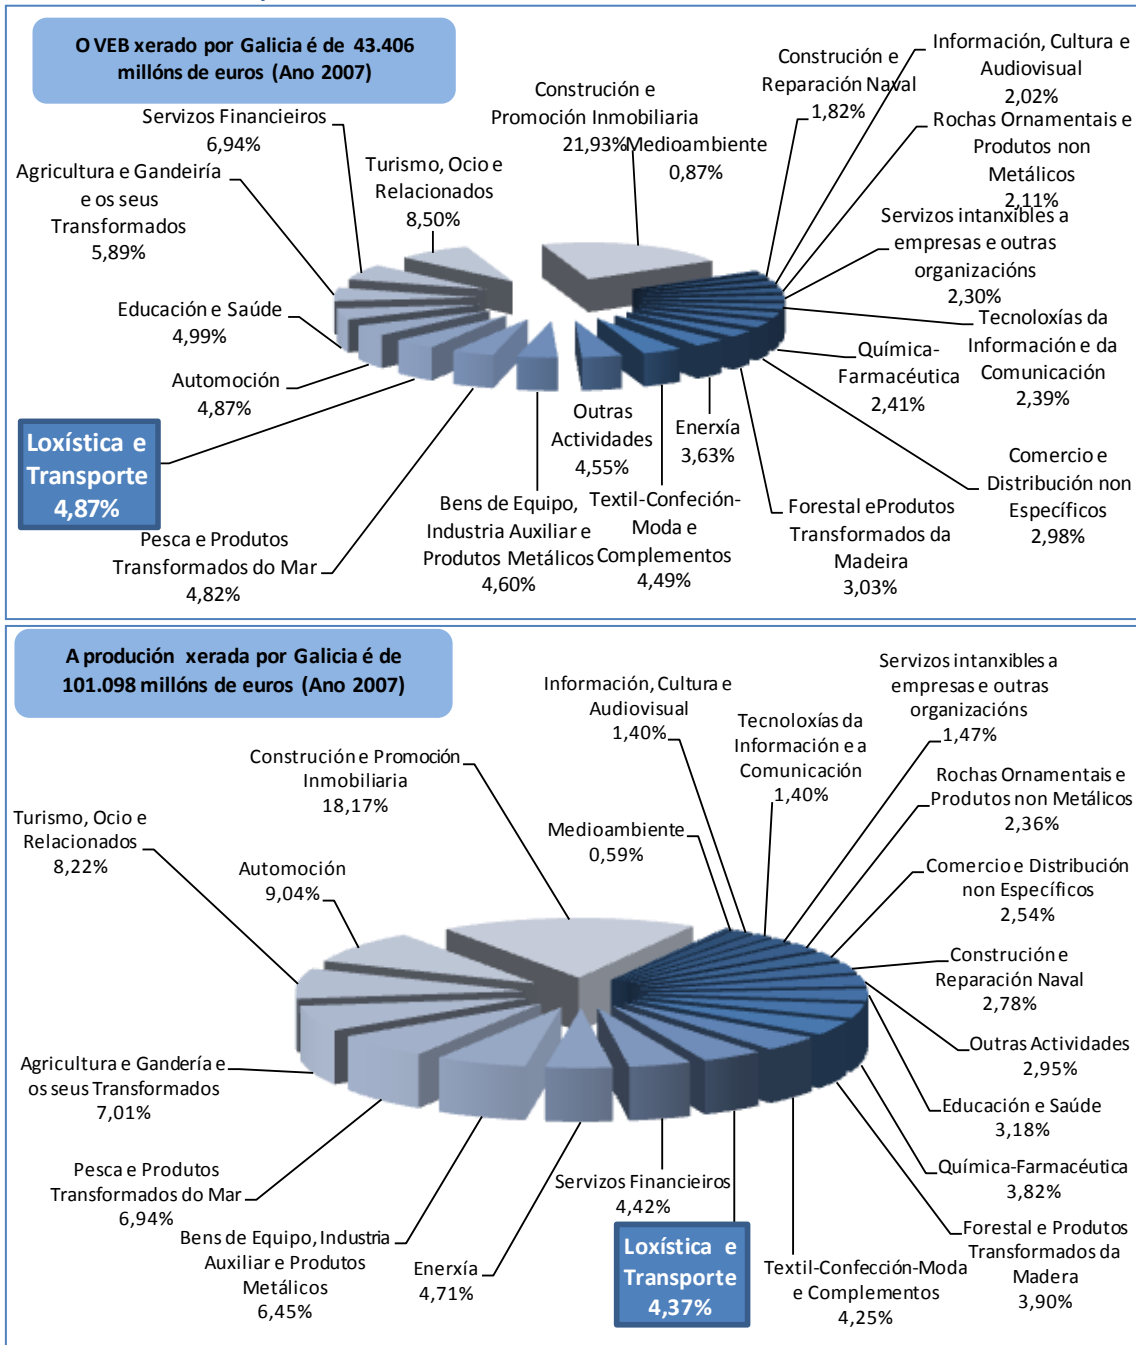 O VEB xerado por Galicia é de 43.406
millóns de euros (Ano 2007)
Servizos Financieiros
6,94%
Agricultura e Gandeiría
e os seus
Transformados
5,89%
Turismo, Ocio e
Relacionados
8,50%
Construción e
Promoción Inmobiliaria
21,93%
Medioambiente
0,87%
Construción e
Reparación Naval
1,82%
Información, Cultura e
Audiovisual
2,02%
Rochas Ornamentais e
Produtos non
Metálicos
2,11%
Servizos intanxibles a
empresas e outras
organizacións
2,30%
Tecnoloxías da
Información e da
Comunicación
2,39%
Química-
Farmacéutica
2,41%
Comercio e
Distribución non
Específicos
2,98%
Forestal eProdutos
Transformados da
Madeira
3,03%
Enerxía
3,63%
Textil-Confeción-
Moda e
Complementos
4,49%
Outras
Actividades
4,55%
Bens de Equipo,
Industria Auxiliar e
Produtos Metálicos
4,60%
Pesca e Produtos
Transformados do Mar
4,82%
Loxística e
Transporte
4,87%
Automoción
4,87%
Educación e Saúde
4,99%
A produción xerada por Galicia é de
101.098 millóns de euros (Ano 2007)
Construción e Promoción
Inmobiliaria
18,17%
Información, Cultura e
Audiovisual
1,40%
Medioambiente
0,59%
Tecnoloxías da
Información e a
Comunicación
1,40%
Servizos intanxibles a
empresas e outras
organizacións
1,47%
Rochas Ornamentais e
Produtos non Metálicos
2,36%
Comercio e Distribución
non Específicos
2,54%
Construción e
Reparación Naval
2,78%
Outras Actividades
2,95%
Educación e Saúde
3,18%
Química-Farmacéutica
3,82%
Forestal e Produtos
Transformados da
Madera
3,90%
Textil-Confección-Moda
e Complementos
4,25%
Loxística e
Transporte
4,37%
Servizos Financieiros
4,42%
Enerxía
4,71%
Bens de Equipo, Industria
Auxiliar e Produtos
Metálicos
6,45%
Pesca e Produtos
Transformados do Mar
6,94%
Agricultura e Gandería e
os seus Transformados
7,01%
Turismo, Ocio e
Relacionados
8,22%
Automoción
9,04%